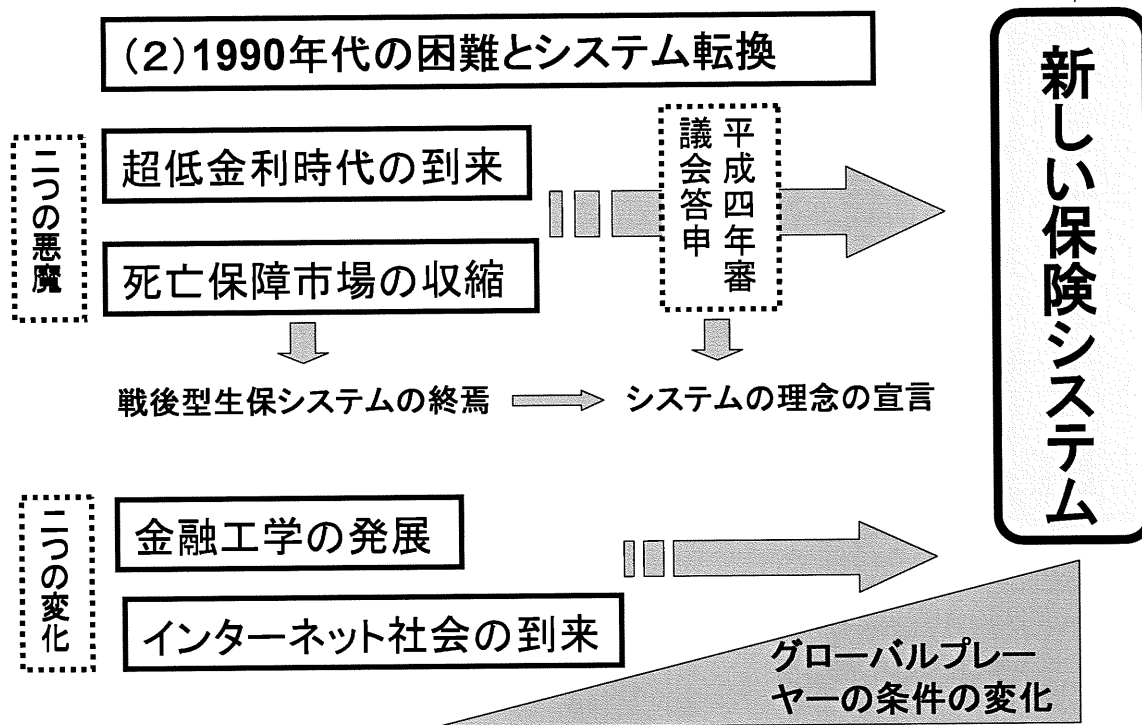 (2)1990年代の困難とシステム転換
二つの悪魔
超低金利時代の到来
死亡保障市場の収縮
平成四年審
議会答申
新しい保険システム
戦後型生保システムの終焉
システムの理念の宣言
二つの変化
金融工学の発展
インターネット社会の到来
グローバルプレー
ヤーの条件の変化